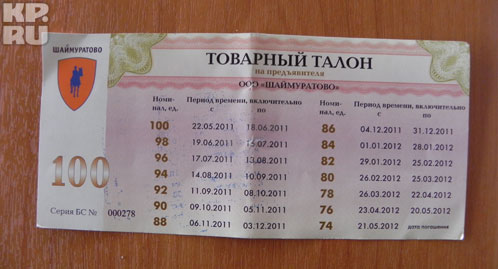 KP.RU
ШАЙМУРАТОВО
ТОВАРНЫЙ ТАЛОН
на предъявителя
ООО «ШАЙМУРАТОВО»
Номинал, ед. Период времени, включительно с по Номинал, ед. Период времени, включительно с по
100 22.05.2011 18.06.2011 86 04.12.2011 31.12.2011
98 19.06.2011 16.07.2011 84 01.01.2012 28.01.2012
96 17.07.2011 13.08.2011 82 29.01.2012 25.02.2012
94 14.08.2011 10.09.2011 80 26.02.2012 25.03.2012
92 11.09.2011 08.10.2011 78 26.03.2012 22.04.2012
90 09.10.2011 05.11.2011 76 23.04.2012 20.05.2012
88 06.11.2011 03.12.2011 74 21.05.2012 дата погашения
100
Серия БС № 000278